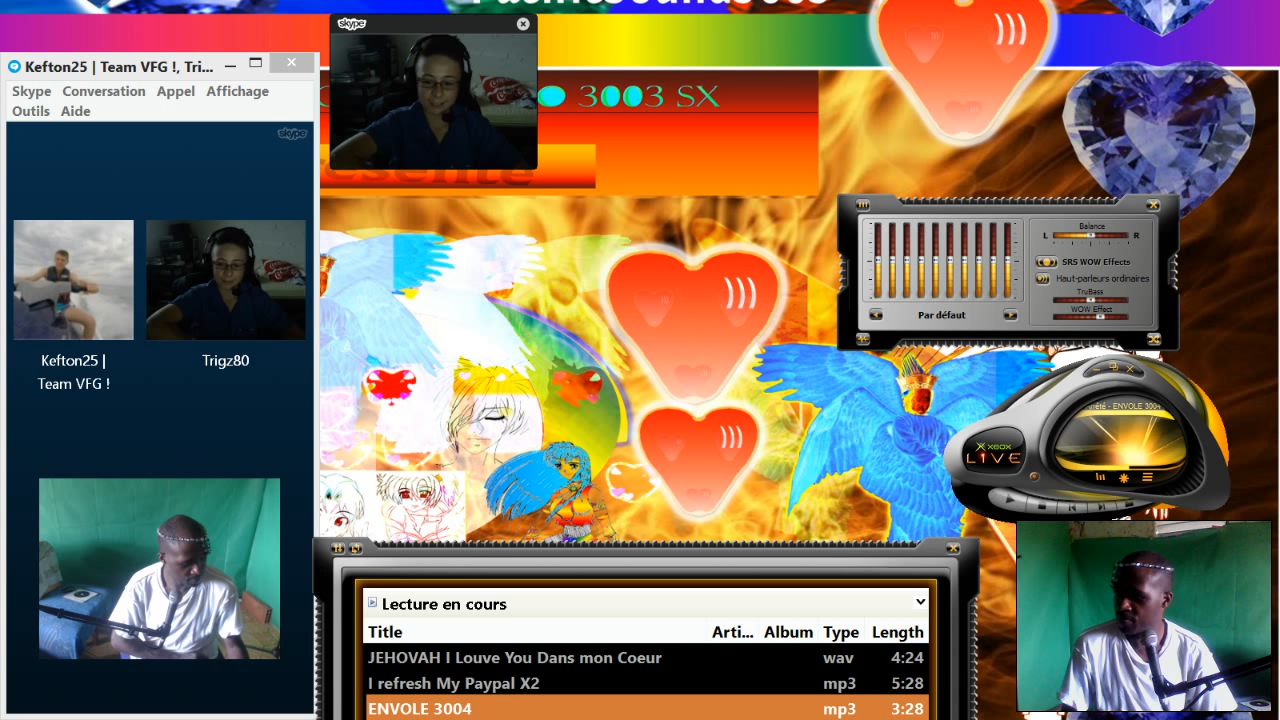 skype
Kefton25 | Team VFG !, Tri...
Skype Conversation Appel Affichage
Outils Aide
skype
3003 SX
Kefton25 |
Team VFG !
Trigz80
Balance
L R
SRS WOW Effects
Haut-parleurs ordinaires
TruBass
WOW Effect
Par défaut
ENVOLE 3004
XBOX
LIVE
Lecture en cours
Title Arti... Album Type Length
JEHOVAH I Louve You Dans mon Coeur wav 4:24
I refresh My Paypal X2 mp3 5:28
ENVOLE 3004 mp3 3:28